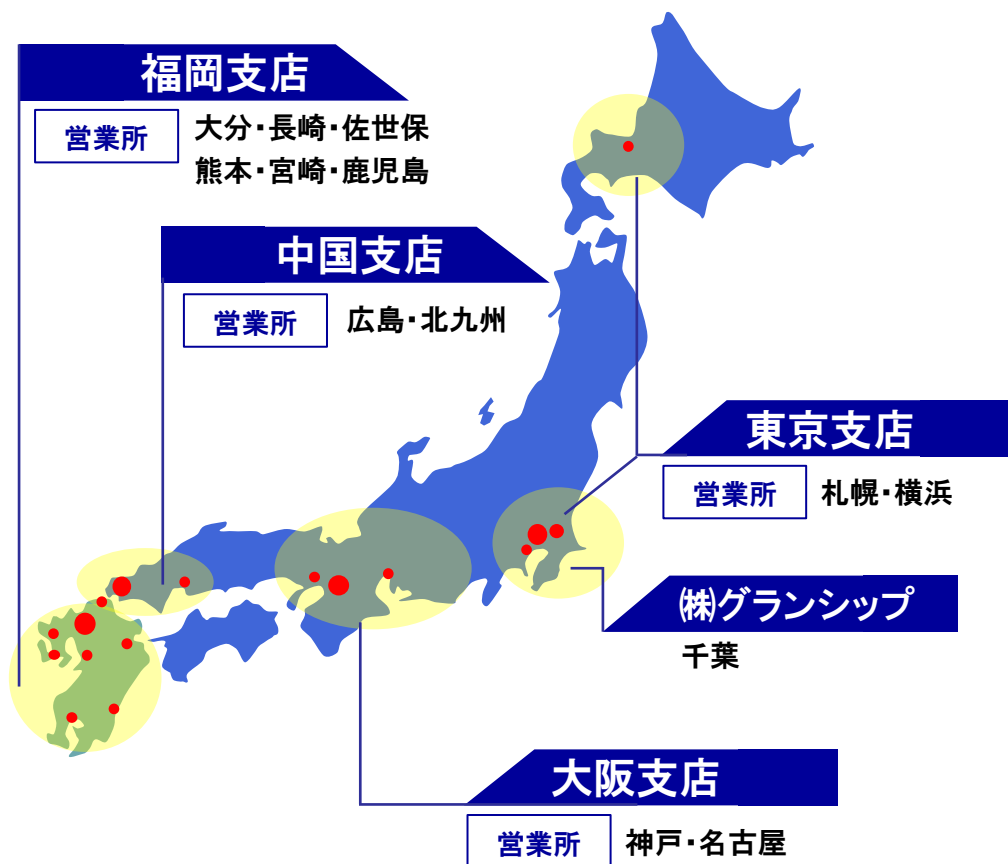 福岡支店
営業所
大分・長崎・佐世保
熊本・宮崎・鹿児島
中国支店
営業所
広島・北九州
東京支店
営業所
札幌・横浜
㈱グランシップ
千葉
大阪支店
営業所
神戸・名古屋